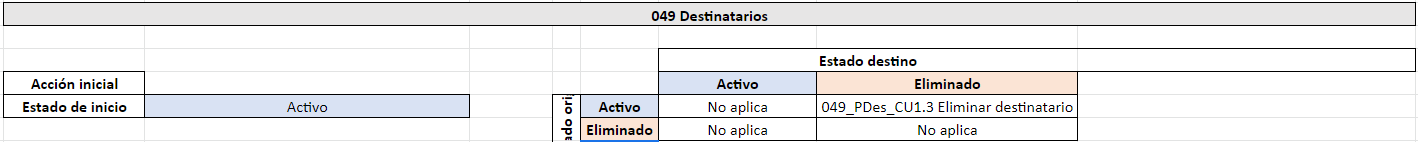 049 Destinatarios
Estado destino
Acción inicial Activo Eliminado
Estado de inicio Activo Activo No aplica 049_PDes_CU1.3 Eliminar destinatario
Eliminado No aplica No aplica